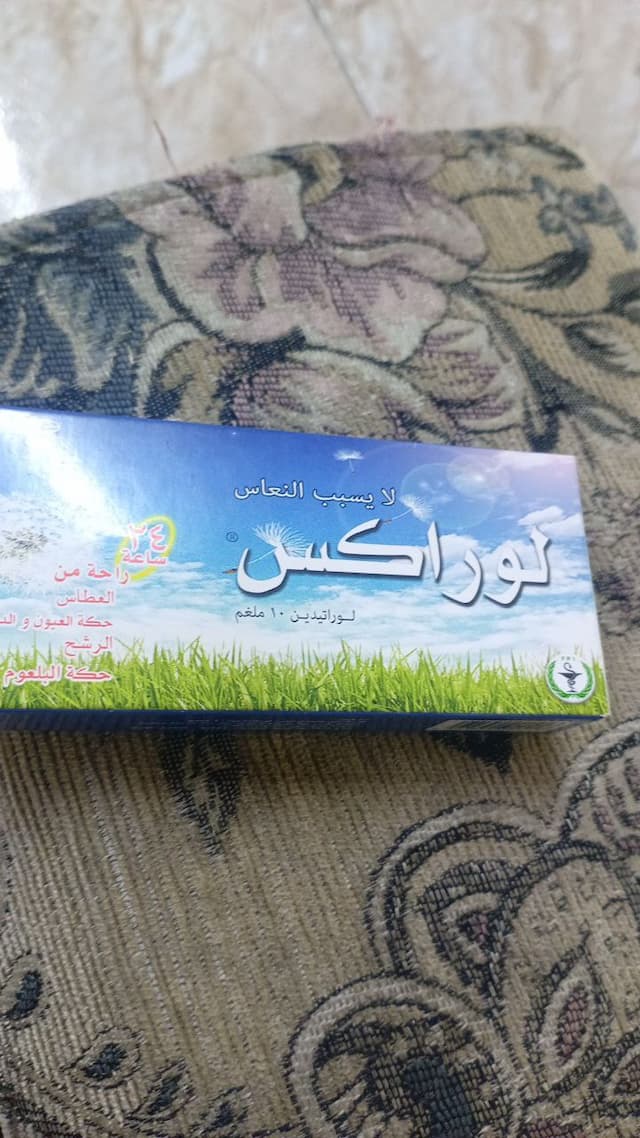 لا يسبب النعاس
لوراكس®
لوراتيدين ١٠ ملغم
٢٤
ساعة
راحة من
العطاس
حكة العيون و
الرشح
حكة البلعوم